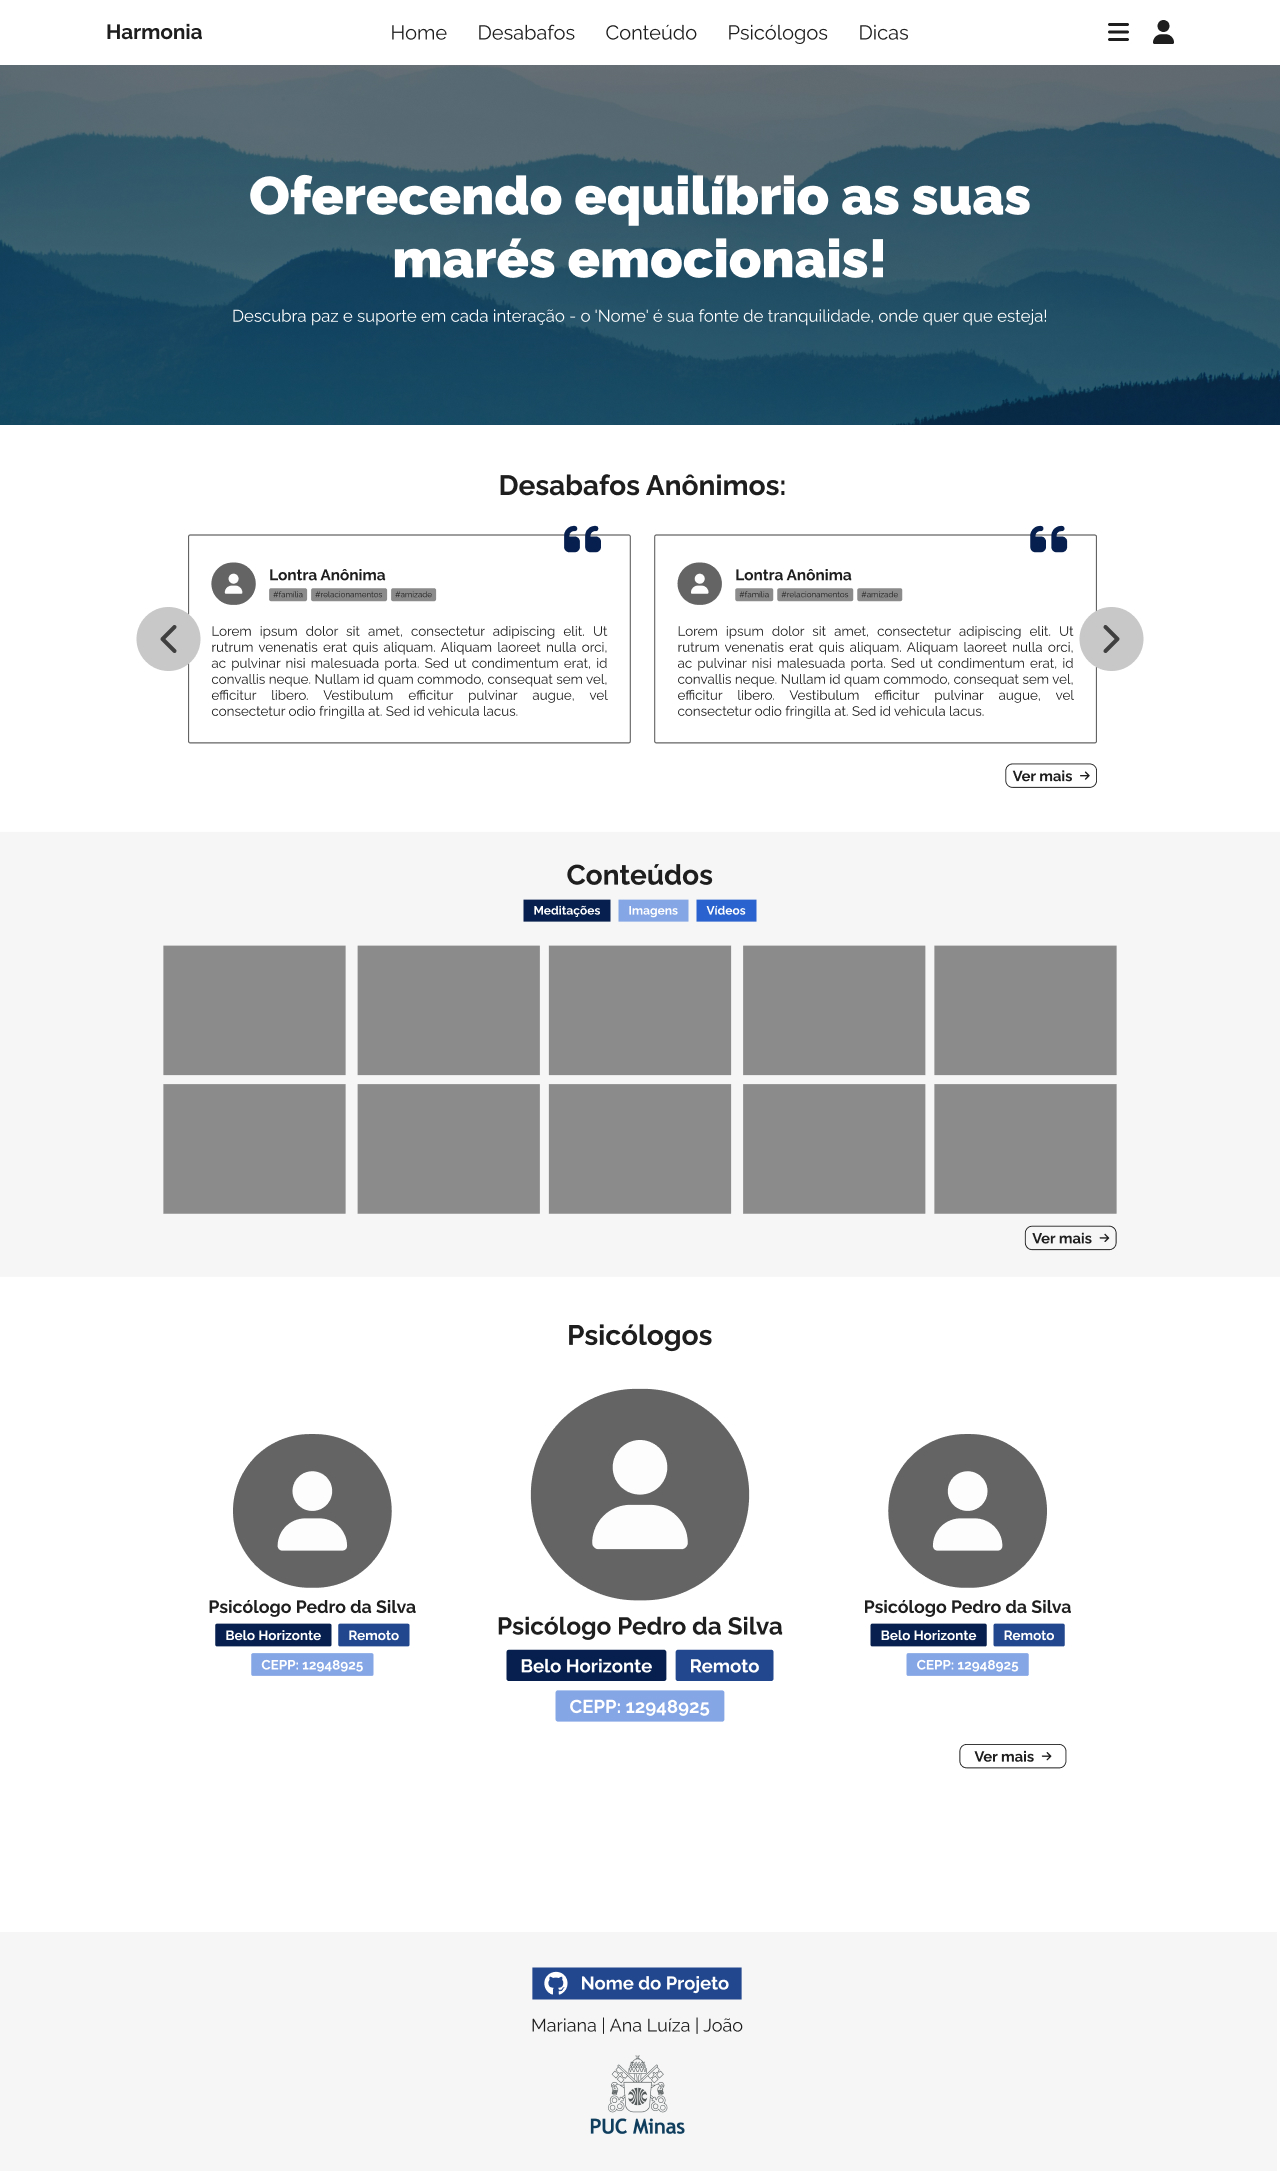 Harmonia
Home Desabafos Conteúdo Psicólogos Dicas
Oferecendo equilíbrio as suas
marés emocionais!
Descubra paz e suporte em cada interação - o 'Nome' é sua fonte de tranquilidade, onde quer que esteja!
Desabafos Anônimos:
Lontra Anônima
#família #relacionamentos #amizade
Lorem ipsum dolor sit amet, consectetur adipiscing elit. Ut
rutrum venenatis erat quis aliquam. Aliquam laoreet nulla orci,
ac pulvinar nisi malesuada porta. Sed ut condimentum erat, id
convallis neque. Nullam id quam commodo, consequat sem vel,
efficitur libero. Vestibulum efficitur pulvinar augue, vel
consectetur odio fringilla at. Sed id vehicula lacus.
Lontra Anônima
#família #relacionamentos #amizade
Lorem ipsum dolor sit amet, consectetur adipiscing elit. Ut
rutrum venenatis erat quis aliquam. Aliquam laoreet nulla orci,
ac pulvinar nisi malesuada porta. Sed ut condimentum erat, id
convallis neque. Nullam id quam commodo, consequat sem vel,
efficitur libero. Vestibulum efficitur pulvinar augue, vel
consectetur odio fringilla at. Sed id vehicula lacus.
Ver mais
Conteúdos
Meditações Imagens Vídeos
Ver mais
Psicólogos
Psicólogo Pedro da Silva
Belo Horizonte Remoto
CEPP: 12948925
Psicólogo Pedro da Silva
Belo Horizonte Remoto
CEPP: 12948925
Psicólogo Pedro da Silva
Belo Horizonte Remoto
CEPP: 12948925
Ver mais
Nome do Projeto
Mariana | Ana Luíza | João
PUC Minas